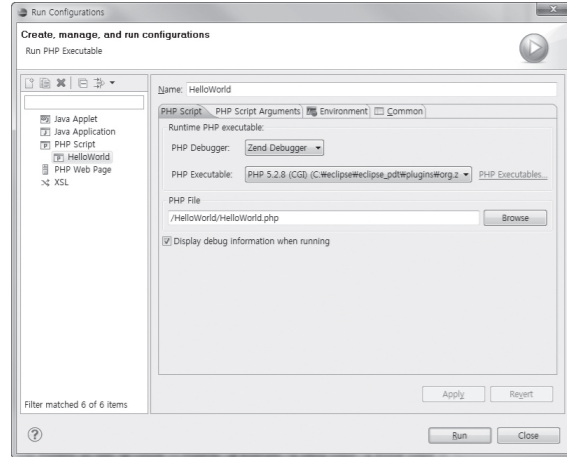 Run Configurations
Create, manage, and run configurations
Run PHP Executable
Name: HelloWorld
Java Applet
Java Application
PHP Script
HelloWorld
PHP Web Page
XSL
Filter matched 6 of 6 items
PHP Script PHP Script Arguments Environment Common
Runtime PHP executable:
PHP Debugger: Zend Debugger
PHP Executable: PHP 5.2.8 (CGI) (C:₩eclipse₩eclipse_pdt₩plugins₩org.z PHP Executables...
PHP File
/HelloWorld/HelloWorld.php Browse
Display debug information when running
Apply Revert
Run Close